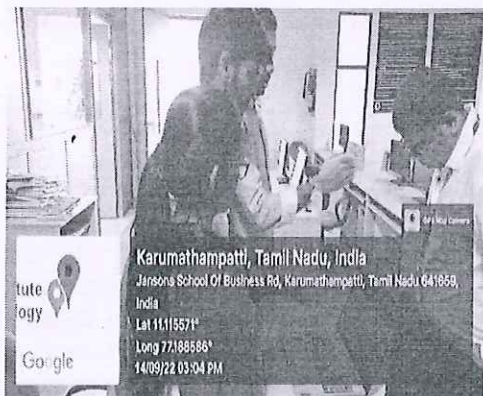 GPS Map Camera
Karumathampatti, Tamil Nadu, India
Jansons School Of Business Rd, Karumathampatti, Tamil Nadu 641659,
India
Lat 11.115571°
Long 77.188586°
14/09/22 03:04 PM
tute
ogy
Google